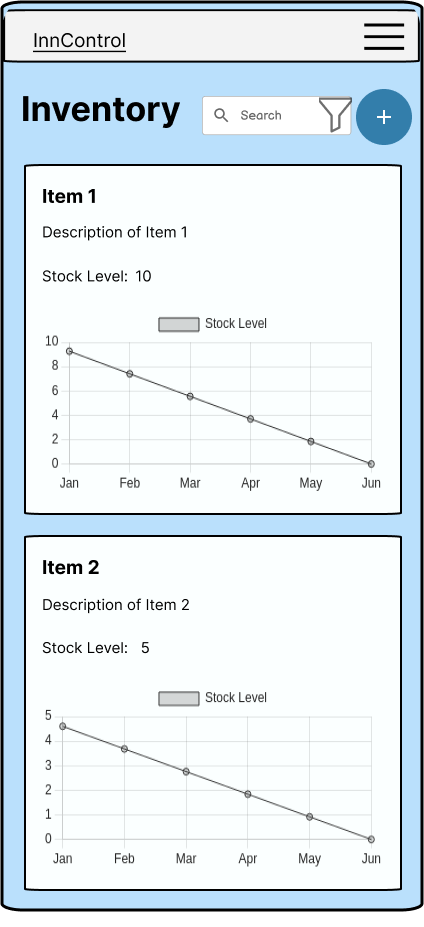 InnControl
Inventory
Search
+
Item 1
Description of Item 1
Stock Level: 10
Stock Level
10
8
6
4
2
0
Jan Feb Mar Apr May Jun
Item 2
Description of Item 2
Stock Level: 5
Stock Level
5
4
3
2
1
0
Jan Feb Mar Apr May Jun